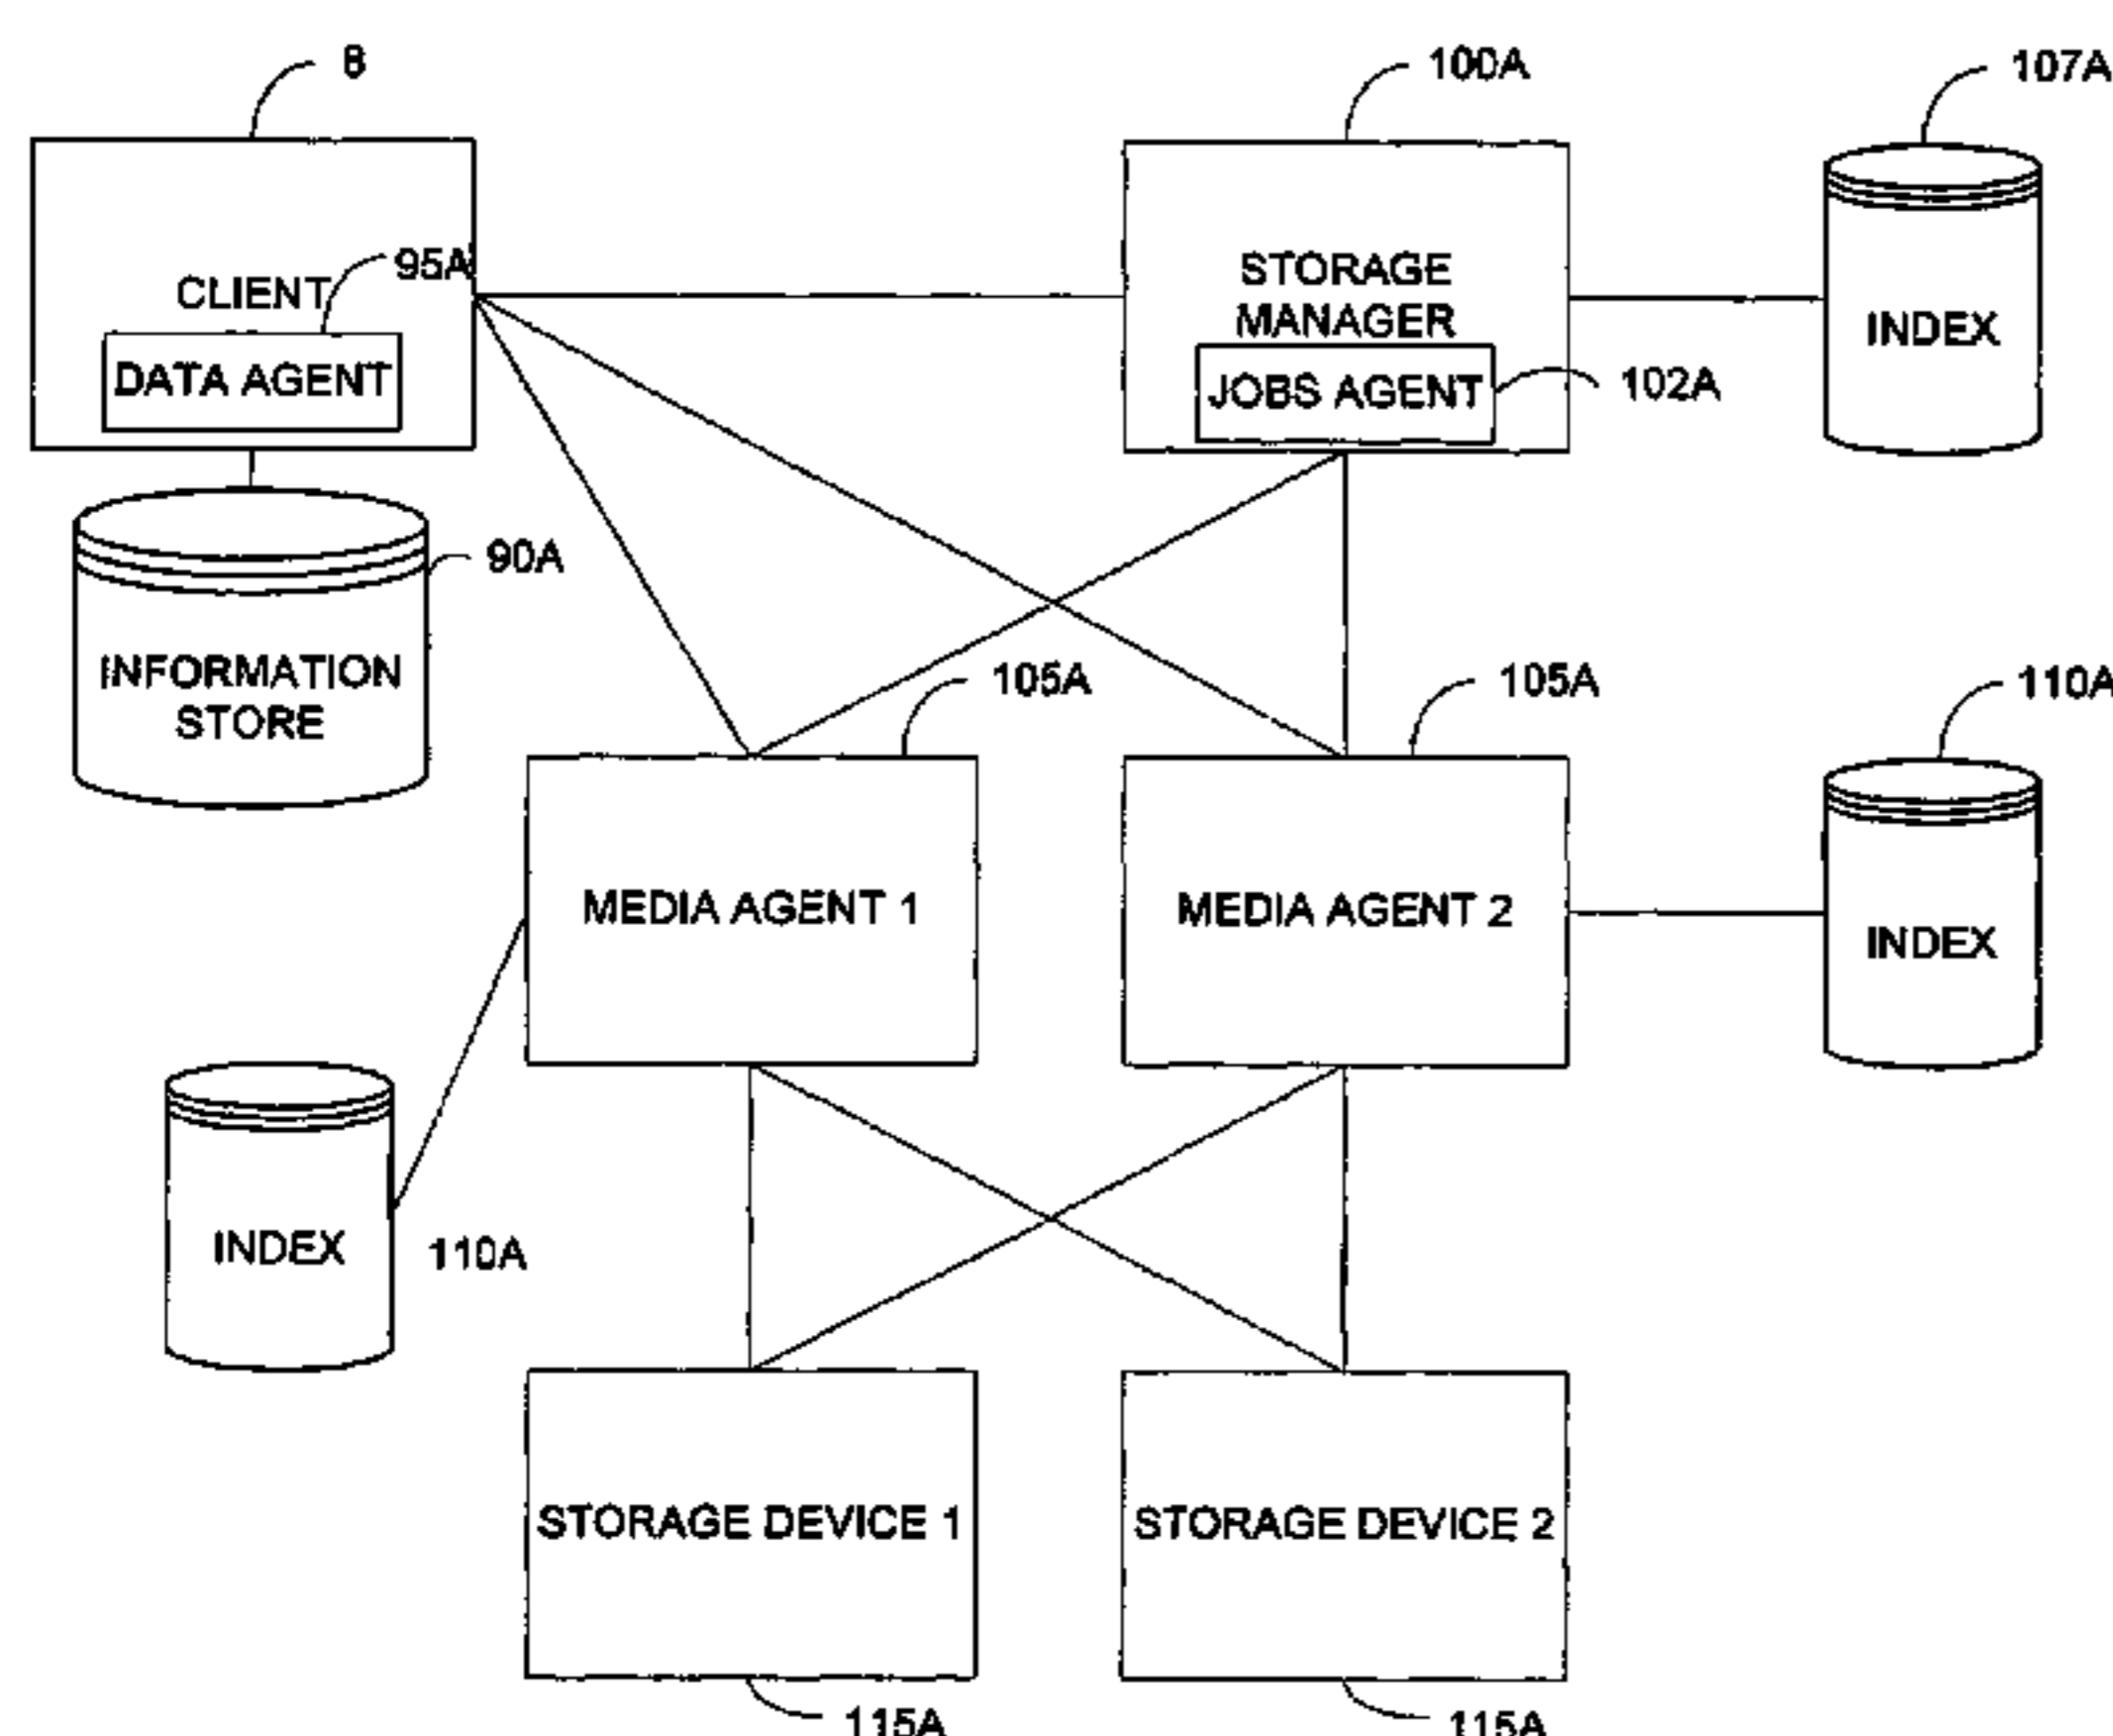 8
100A
107A
CLIENT
95A
DATA AGENT
STORAGE
MANAGER
JOBS AGENT
102A
INDEX
90A
INFORMATION
STORE
105A
105A
110A
MEDIA AGENT 1
MEDIA AGENT 2
INDEX
INDEX
110A
STORAGE DEVICE 1
STORAGE DEVICE 2
115A
115A